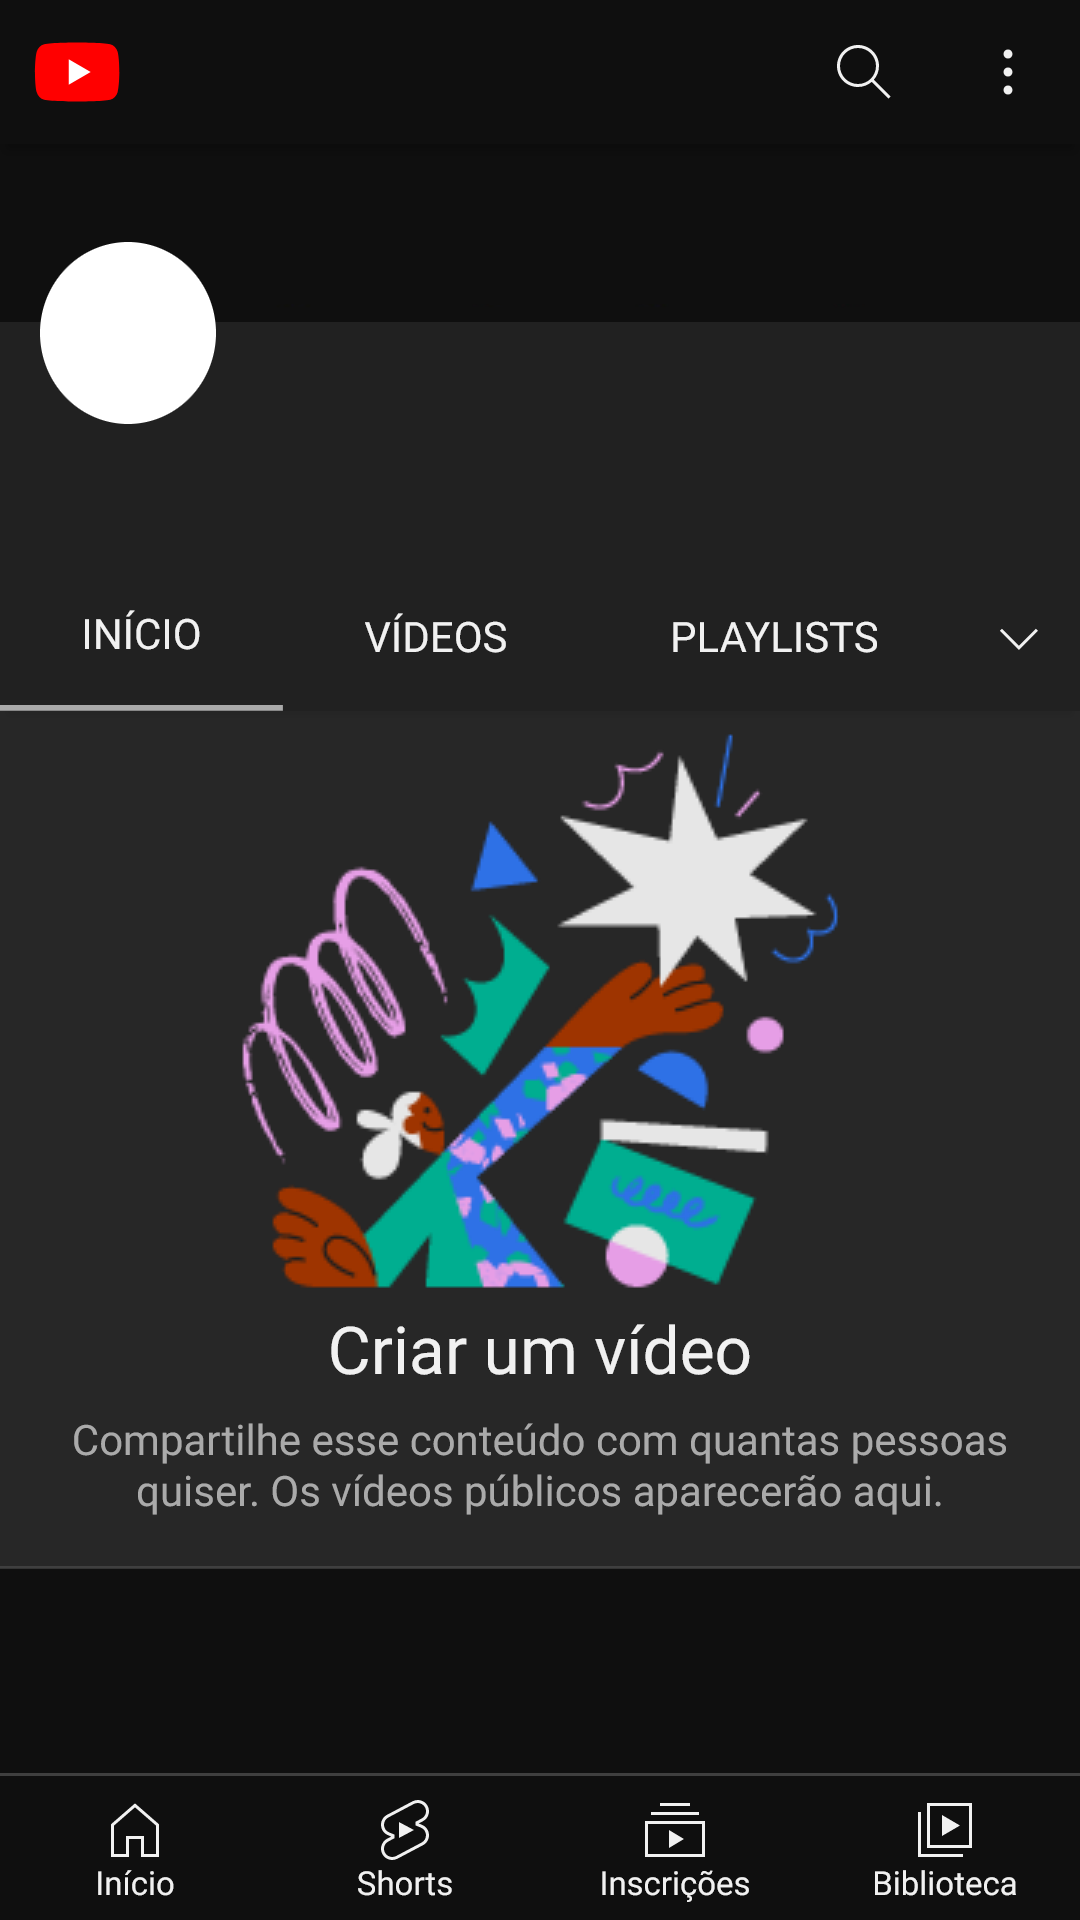 INÍCIO
VÍDEOS
PLAYLISTS
Criar um vídeo
Compartilhe esse conteúdo com quantas pessoas
quiser. Os vídeos públicos aparecerão aqui.
Início
Shorts
Inscrições
Biblioteca